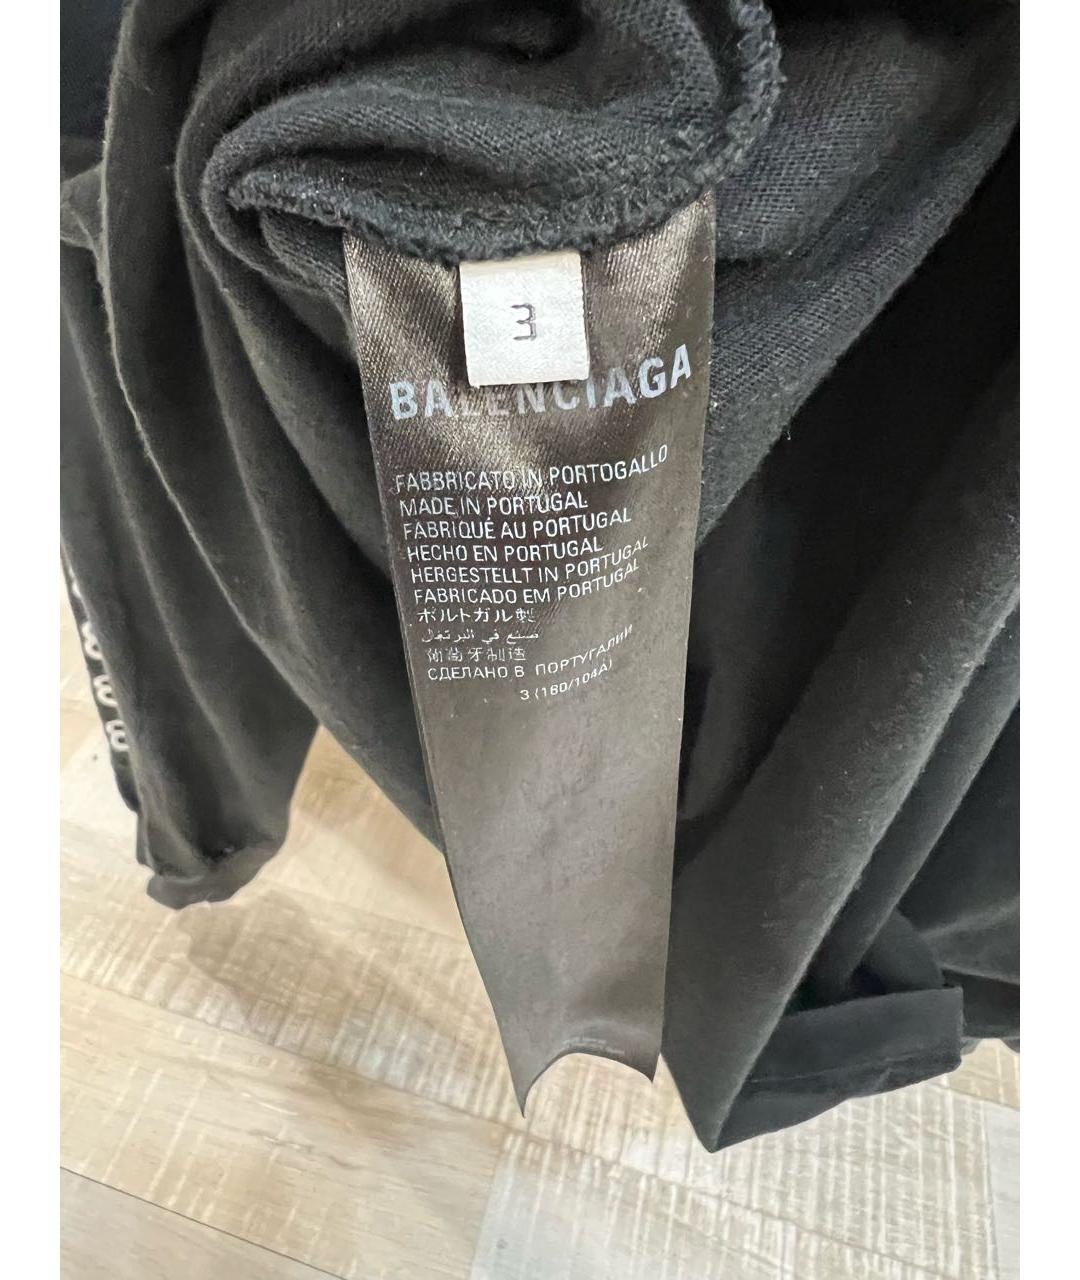 3
BALENCIAGA
FABBRICATO IN PORTOGALLO
MADE IN PORTUGAL
FABRIQUÉ AU PORTUGAL
HECHO EN PORTUGAL
HERGESTELLT IN PORTUGAL
FABRICADO EM PORTUGAL
ポルトガル製
صنع في البرتغال
葡萄牙制造
СДЕЛАНО В ПОРТУГАЛИИ
3 (180/104A)